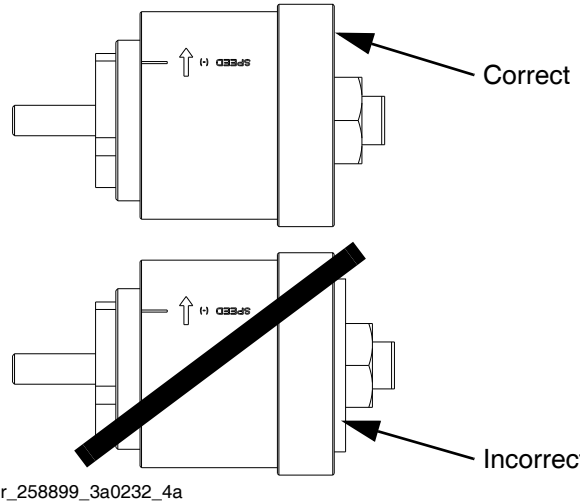 SPEED (-)
Correct
SPEED (-)
Incorrect
r_258899_3a0232_4a